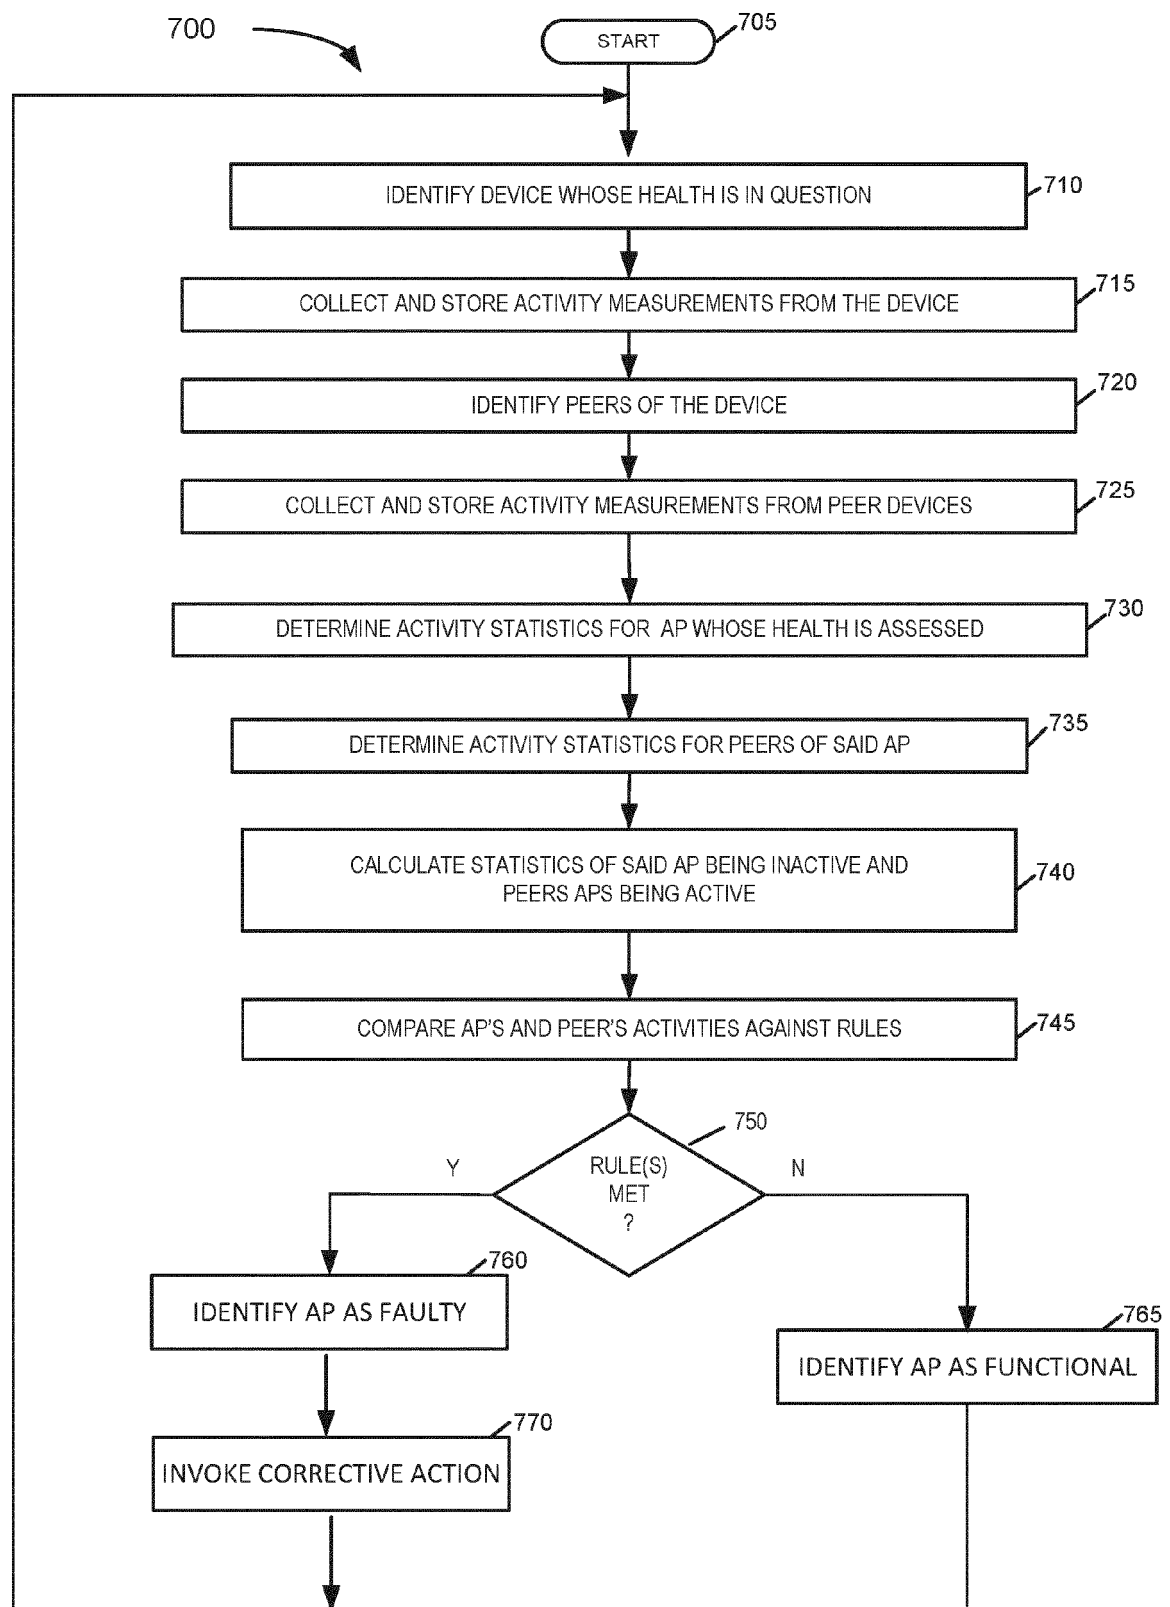 700
START
705
IDENTIFY DEVICE WHOSE HEALTH IS IN QUESTION
710
COLLECT AND STORE ACTIVITY MEASUREMENTS FROM THE DEVICE
715
IDENTIFY PEERS OF THE DEVICE
720
COLLECT AND STORE ACTIVITY MEASUREMENTS FROM PEER DEVICES
725
DETERMINE ACTIVITY STATISTICS FOR AP WHOSE HEALTH IS ASSESSED
730
DETERMINE ACTIVITY STATISTICS FOR PEERS OF SAID AP
735
CALCULATE STATISTICS OF SAID AP BEING INACTIVE AND
PEERS APS BEING ACTIVE
740
COMPARE AP'S AND PEER'S ACTIVITIES AGAINST RULES
745
750
Y
RULE(S)
MET
?
N
760
IDENTIFY AP AS FAULTY
765
IDENTIFY AP AS FUNCTIONAL
770
INVOKE CORRECTIVE ACTION